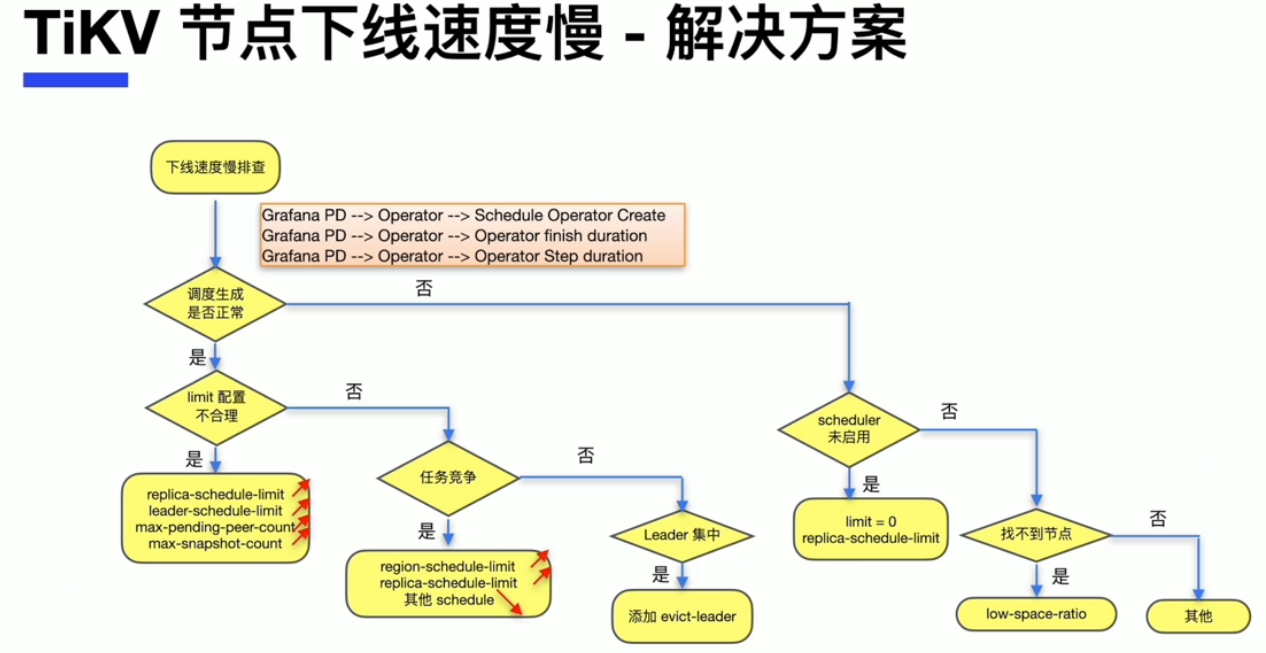 TiKV 节点下线速度慢 - 解决方案
下线速度慢排查
Grafana PD --> Operator --> Schedule Operator Create
Grafana PD --> Operator --> Operator finish duration
Grafana PD --> Operator --> Operator Step duration
调度生成
是否正常
否
是
limit 配置
不合理
否
是
replica-schedule-limit
leader-schedule-limit
max-pending-peer-count
max-snapshot-count
任务竞争
否
是
region-schedule-limit
replica-schedule-limit
其他 schedule
Leader 集中
是
添加 evict-leader
scheduler
未启用
否
是
limit = 0
replica-schedule-limit
找不到节点
否
是
low-space-ratio
其他